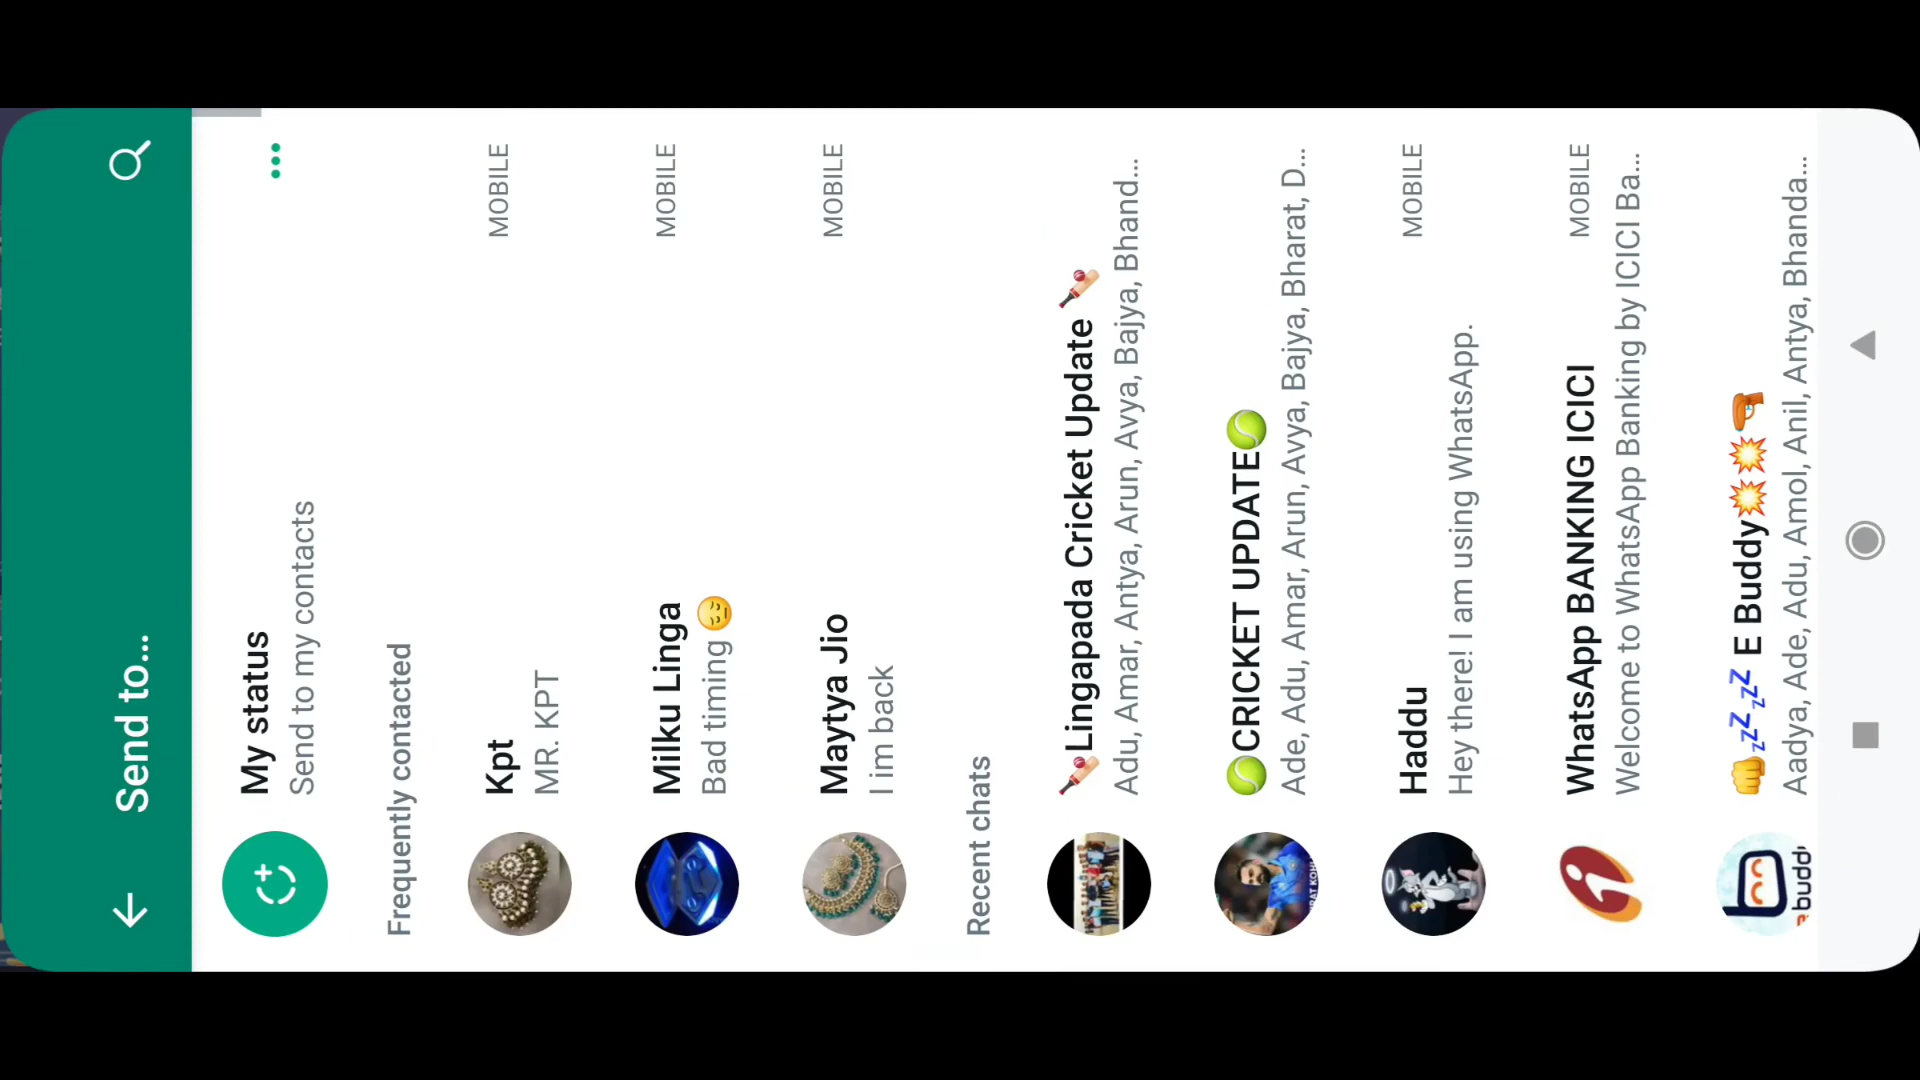 Send to...
My status
Send to my contacts
Frequently contacted
Kpt
MR. KPT
MOBILE
Milku Linga
Bad timing 😔
MOBILE
Maytya Jio
I im back
MOBILE
Recent chats
🏏Lingapada Cricket Update 🏏
Adu, Amar, Antya, Arun, Avya, Bajya, Bhand...
🎾CRICKET UPDATE🎾
Ade, Adu, Amar, Arun, Avya, Bajya, Bharat, D...
Haddu
Hey there! I am using WhatsApp.
MOBILE
WhatsApp BANKING ICICI
Welcome to WhatsApp Banking by ICICI Ba...
MOBILE
👊💤💤 E Buddy💥💥🔫
Aadya, Ade, Adu, Amol, Anil, Antya, Bhanda...